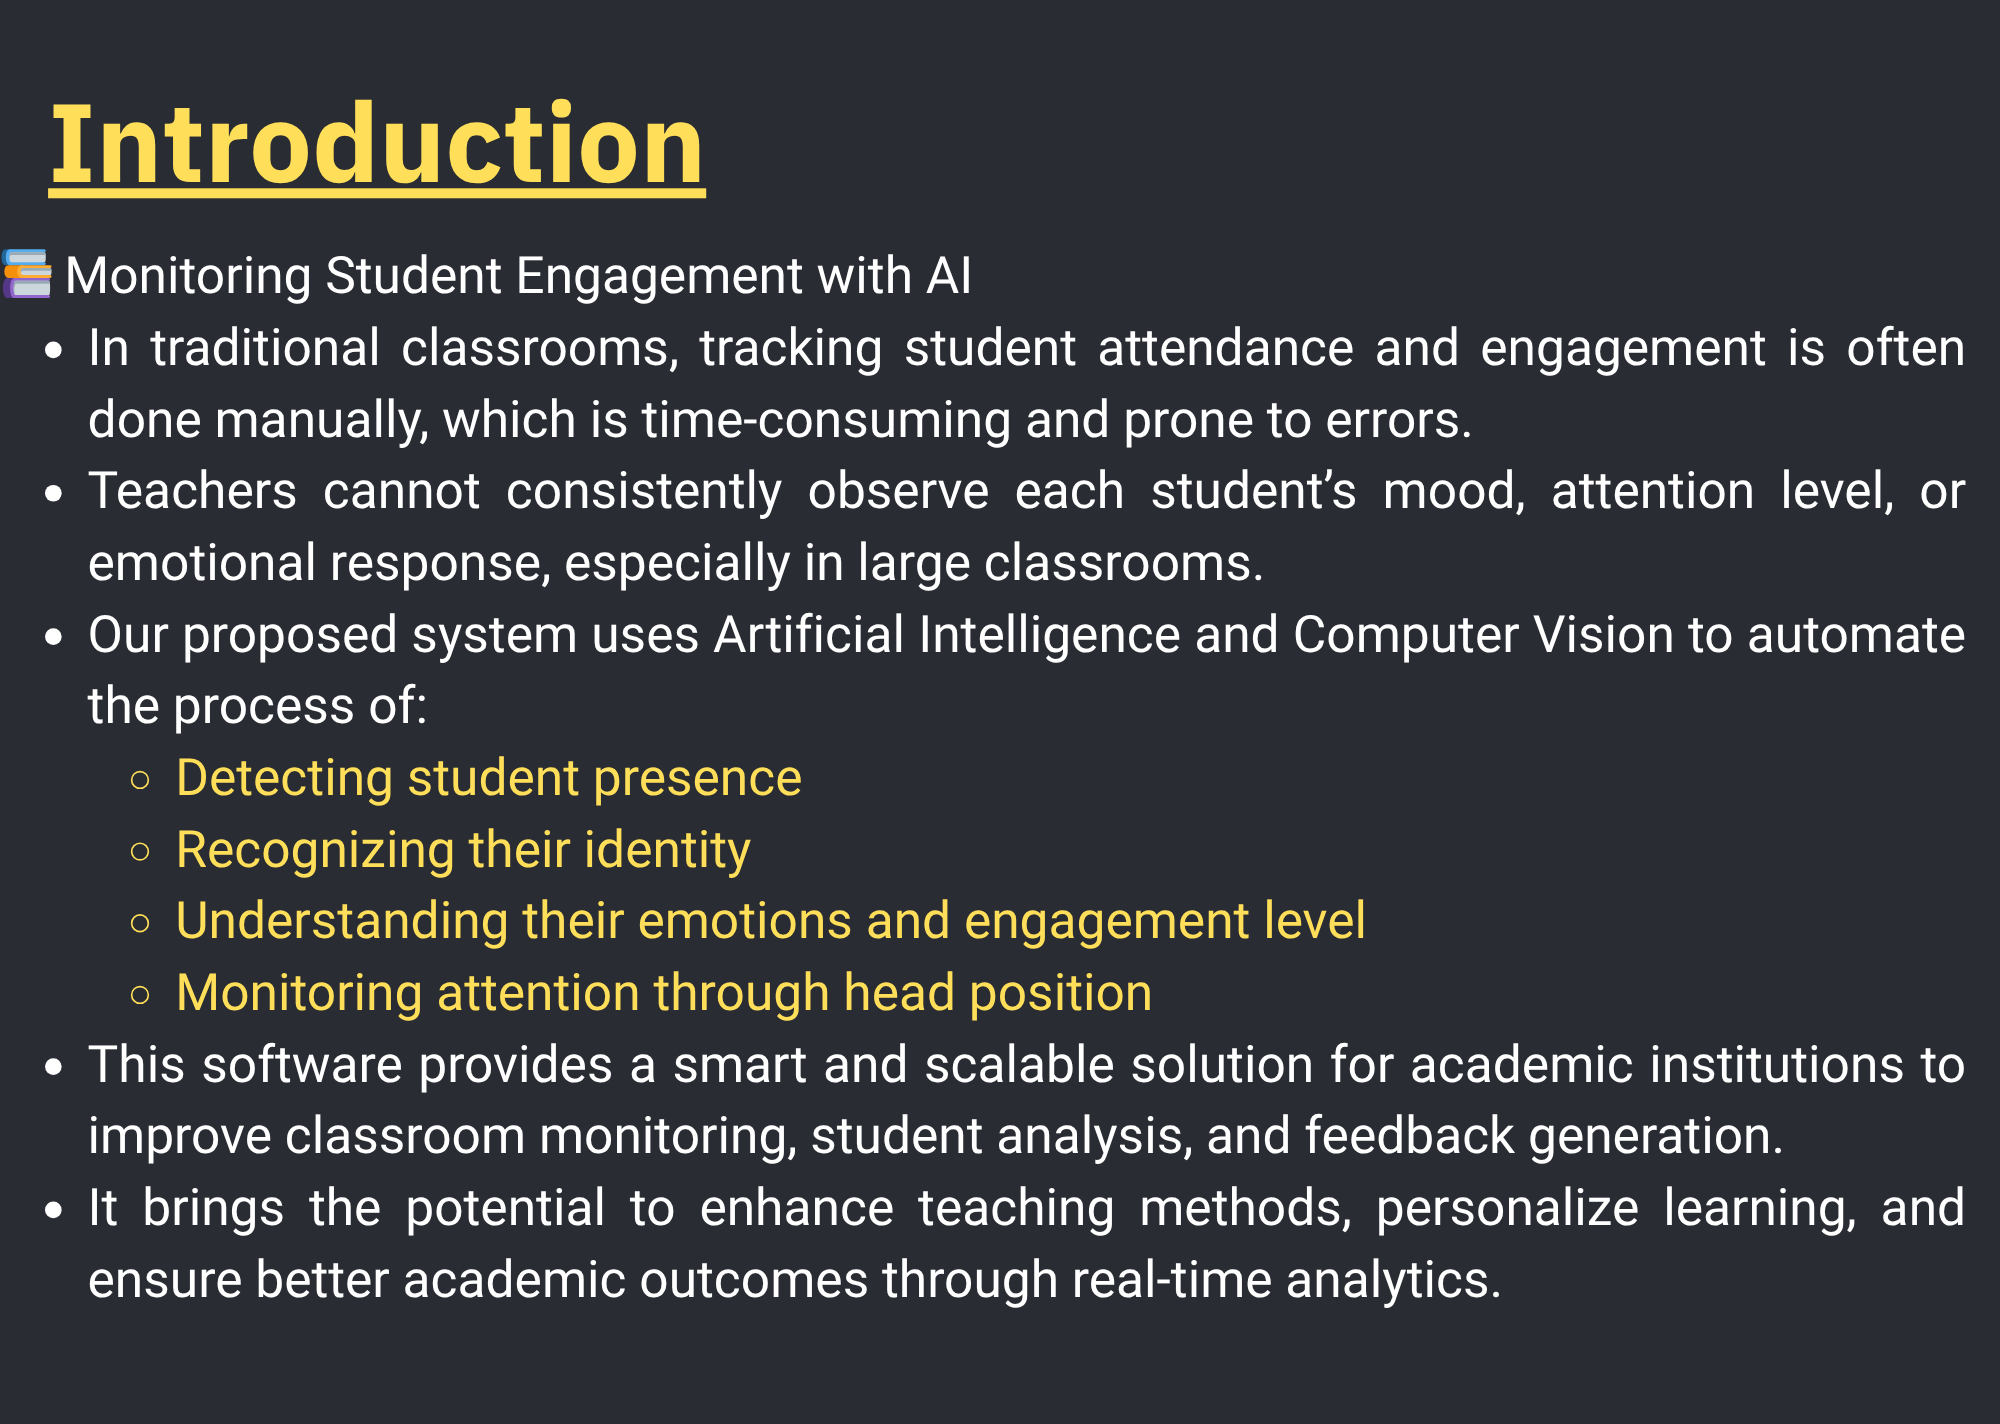 Introduction
📚 Monitoring Student Engagement with AI
• In traditional classrooms, tracking student attendance and engagement is often
done manually, which is time-consuming and prone to errors.
• Teachers cannot consistently observe each student’s mood, attention level, or
emotional response, especially in large classrooms.
• Our proposed system uses Artificial Intelligence and Computer Vision to automate
the process of:
◦ Detecting student presence
◦ Recognizing their identity
◦ Understanding their emotions and engagement level
◦ Monitoring attention through head position
• This software provides a smart and scalable solution for academic institutions to
improve classroom monitoring, student analysis, and feedback generation.
• It brings the potential to enhance teaching methods, personalize learning, and
ensure better academic outcomes through real-time analytics.